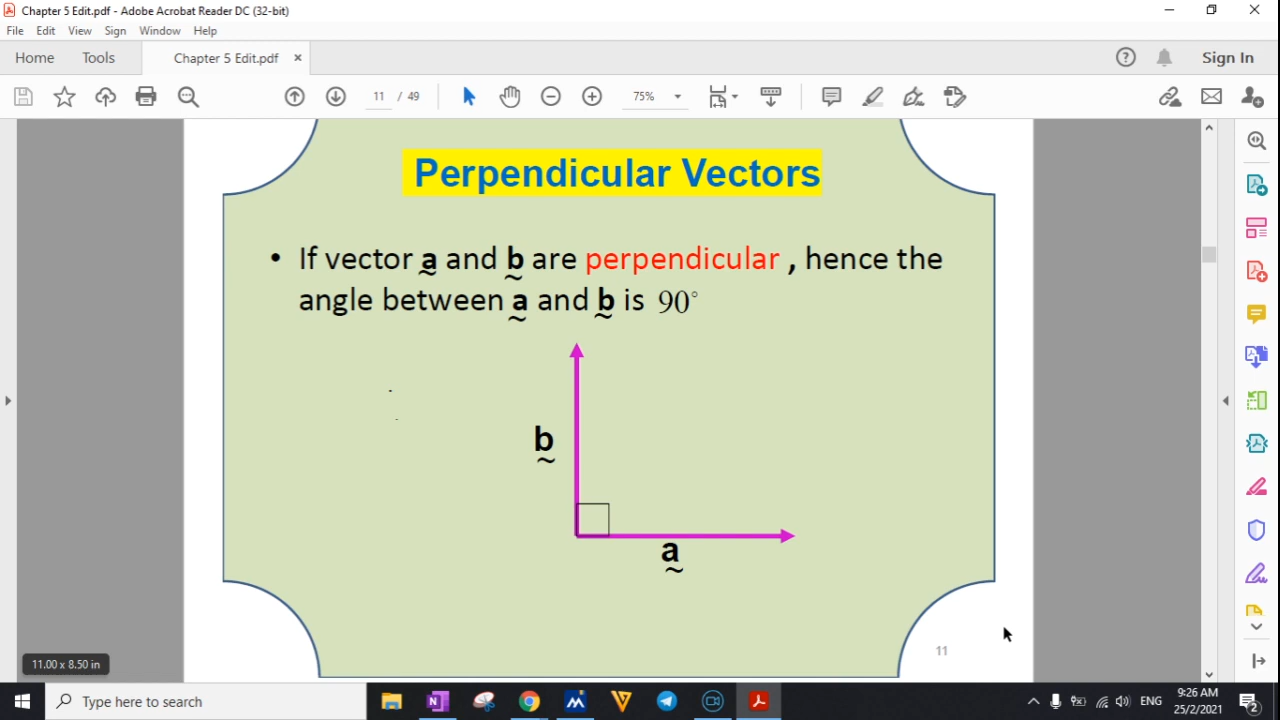 Chapter 5 Edit.pdf - Adobe Acrobat Reader DC (32-bit)
File Edit View Sign Window Help
Home Tools Chapter 5 Edit.pdf × Sign In
11 / 49 75%
Perpendicular Vectors
• If vector a and b are perpendicular , hence the
angle between a and b is 90°
b
a
11
11.00 x 8.50 in
Type here to search
ENG
9:26 AM
25/2/2021
2